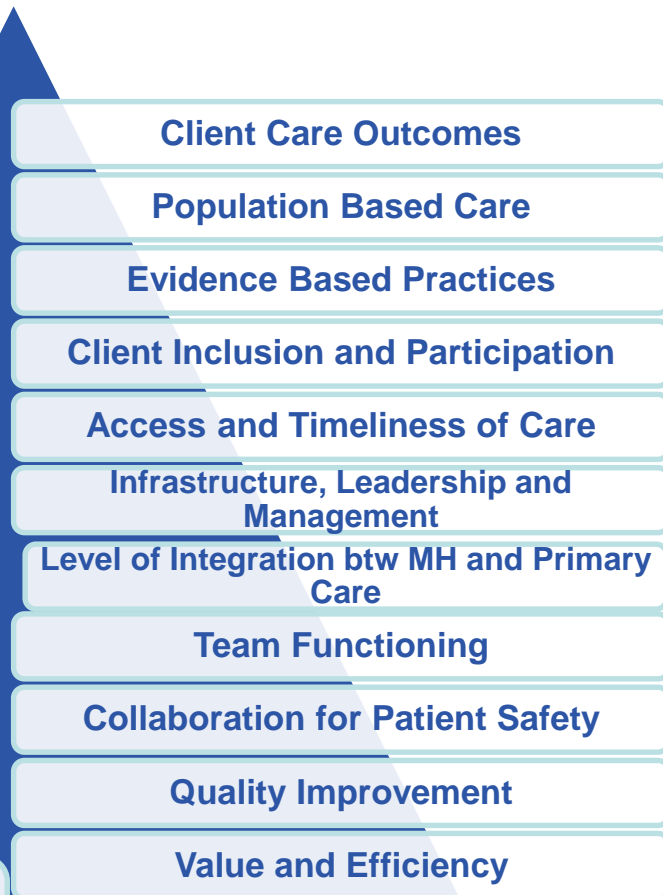 Client Care Outcomes
Population Based Care
Evidence Based Practices
Client Inclusion and Participation
Access and Timeliness of Care
Infrastructure, Leadership and
Management
Level of Integration btw MH and Primary
Care
Team Functioning
Collaboration for Patient Safety
Quality Improvement
Value and Efficiency